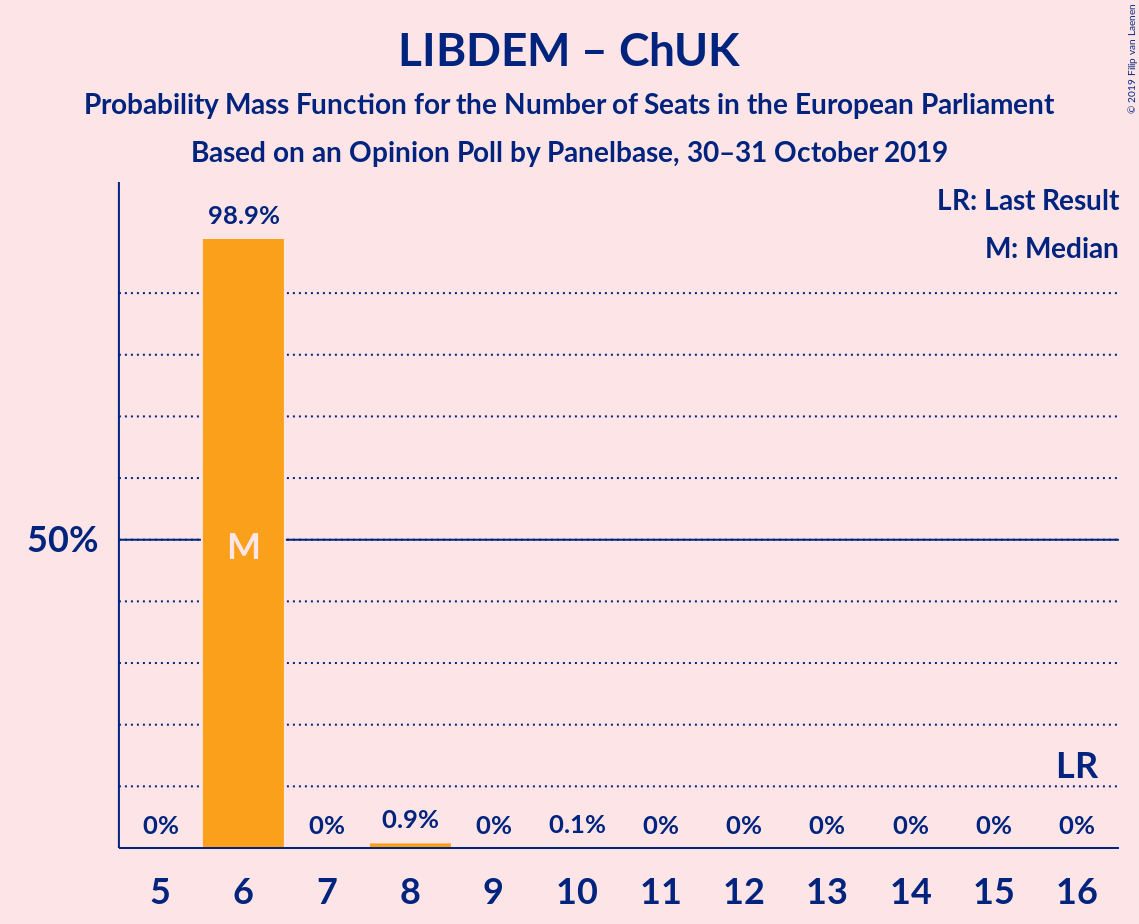 LIBDEM – ChUK
Probability Mass Function for the Number of Seats in the European Parliament
Based on an Opinion Poll by Panelbase, 30–31 October 2019
© 2019 Filip van Laenen
LR: Last Result
M: Median
98.9%
50%
M
LR
0% 0% 0.9% 0% 0.1% 0% 0% 0% 0% 0% 0%
5 6 7 8 9 10 11 12 13 14 15 16